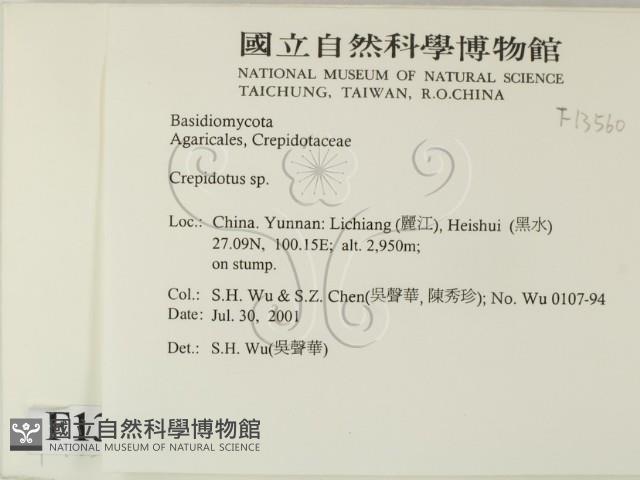 國立自然科學博物館
NATIONAL MUSEUM OF NATURAL SCIENCE
TAICHUNG, TAIWAN, R.O.CHINA
F13560
Basidiomycota
Agaricales, Crepidotaceae
Crepidotus sp.
Loc.: China. Yunnan: Lichiang (麗江), Heishui (黑水)
27.09N, 100.15E; alt. 2,950m;
on stump.
Col.: S.H. Wu & S.Z. Chen(吳聲華, 陳秀珍); No. Wu 0107-94
Date: Jul. 30, 2001
Det.: S.H. Wu(吳聲華)
國立自然科學博物館
NATIONAL MUSEUM OF NATURAL SCIENCE